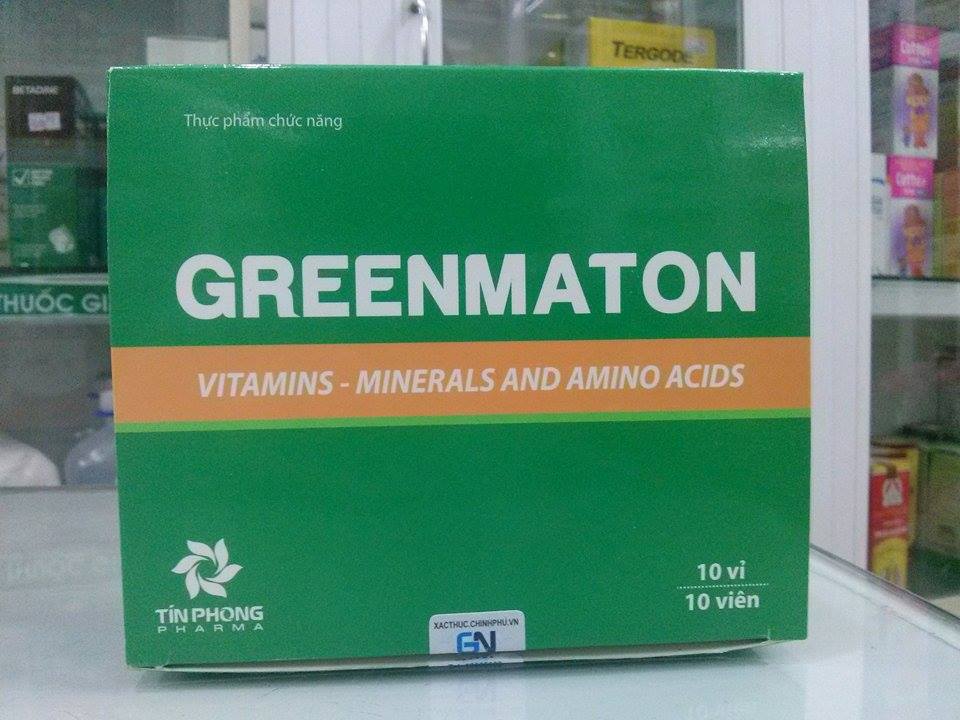 BETADINE
TERGODE
Thực phẩm chức năng
THUỐC GI
GREENMATON
VITAMINS - MINERALS AND AMINO ACIDS
10 vỉ
10 viên
TÍN PHONG
PHARMA
XACTHUC.CHINHPHU.VN
GN